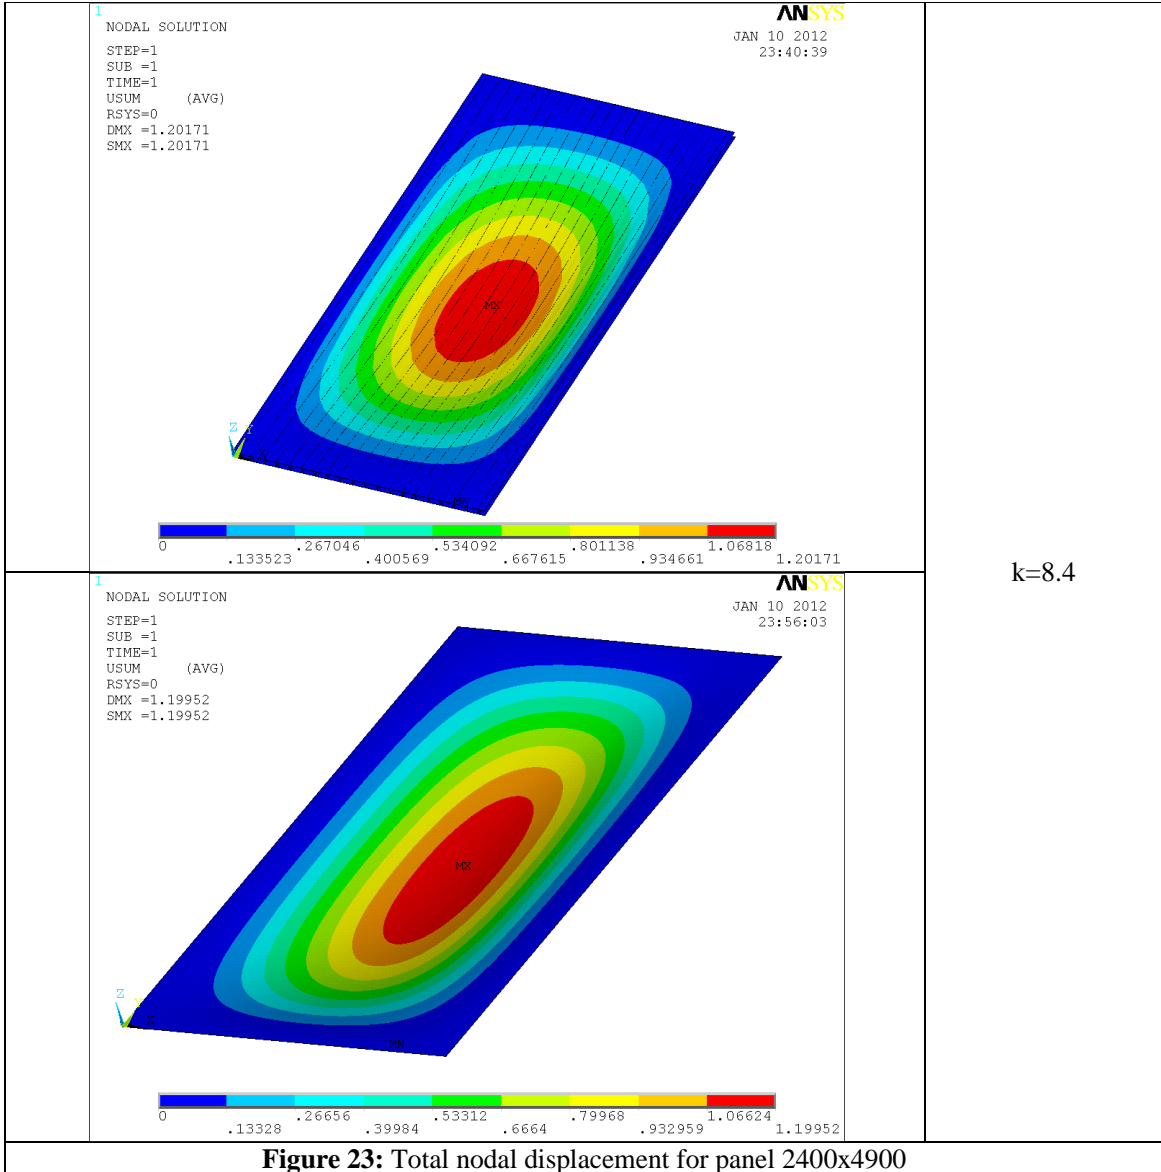 1
ANSYS
NODAL SOLUTION
JAN 10 2012
23:40:39
STEP=1
SUB =1
TIME=1
USUM (AVG)
RSYS=0
DMX =1.20171
SMX =1.20171
MX
Z Y
X
MN
0 .267046 .534092 .801138 1.06818
.133523 .400569 .667615 .934661 1.20171
k=8.4
1
ANSYS
NODAL SOLUTION
JAN 10 2012
23:56:03
STEP=1
SUB =1
TIME=1
USUM (AVG)
RSYS=0
DMX =1.19952
SMX =1.19952
MX
Z
Y
X
MN
0 .26656 .53312 .79968 1.06624
.13328 .39984 .6664 .932959 1.19952
Figure 23: Total nodal displacement for panel 2400x4900